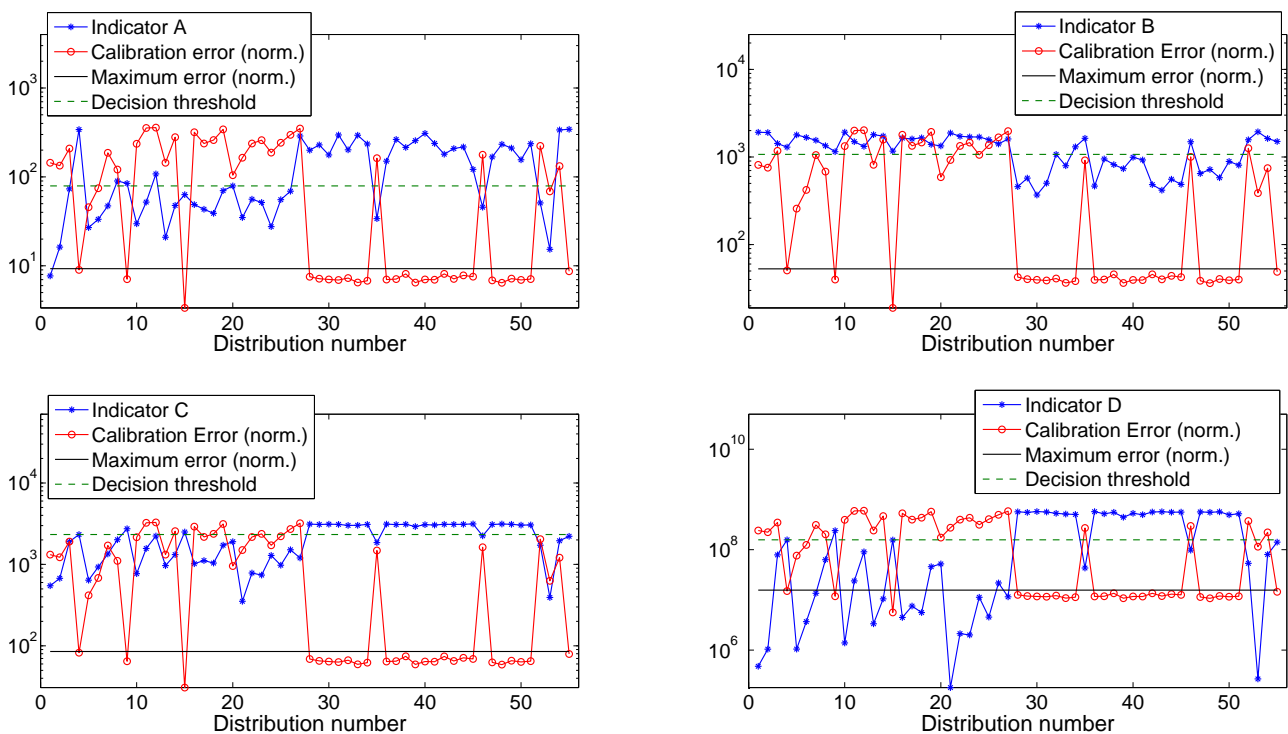 Indicator A
Calibration error (norm.)
Maximum error (norm.)
Decision threshold
10^3
10^2
10^1
0 10 20 30 40 50
Distribution number
Indicator B
Calibration Error (norm.)
Maximum error (norm.)
Decision threshold
10^4
10^3
10^2
0 10 20 30 40 50
Distribution number
Indicator C
Calibration Error (norm.)
Maximum error (norm.)
Decision threshold
10^4
10^3
10^2
0 10 20 30 40 50
Distribution number
Indicator D
Calibration Error (norm.)
Maximum error (norm.)
Decision threshold
10^10
10^8
10^6
0 10 20 30 40 50
Distribution number